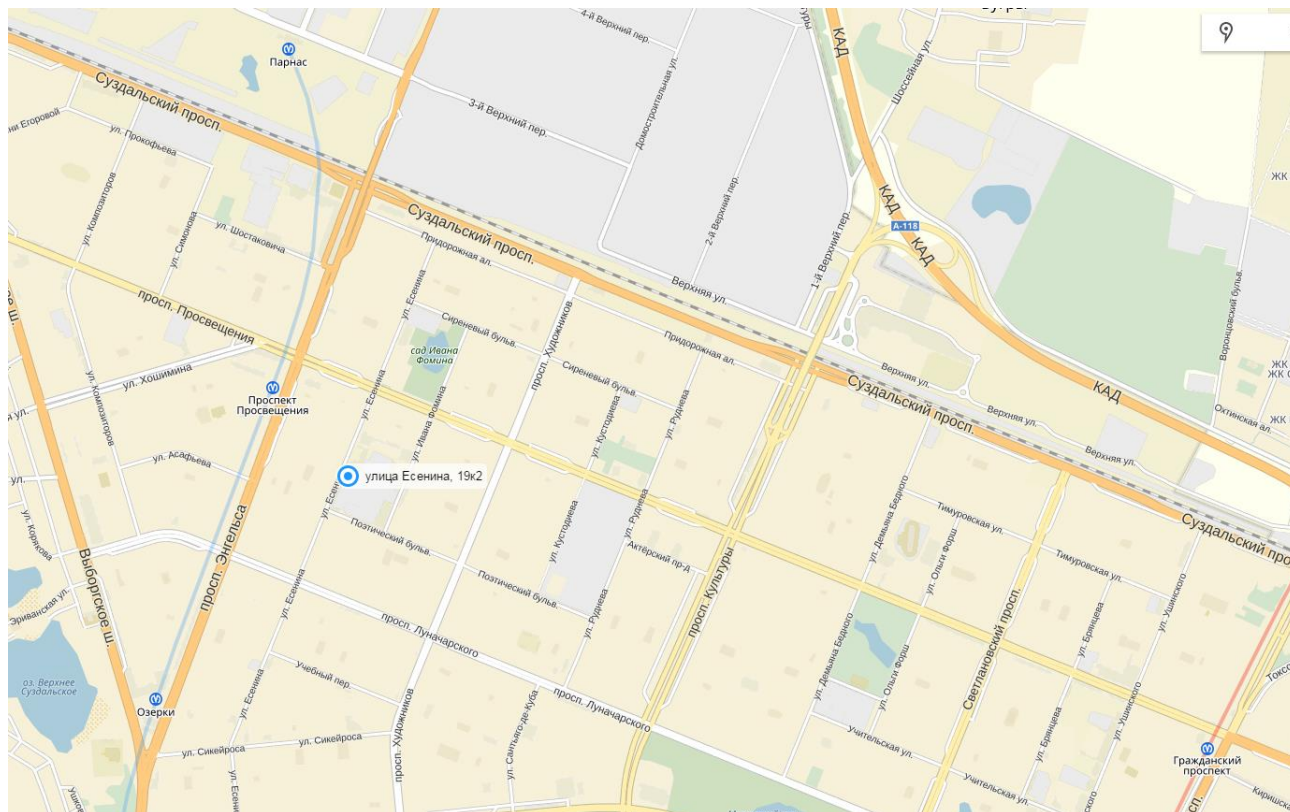 Бугры
4-й Верхний пер.
КАД
Шоссейная ул.
Парнас
Домостроительная ул.
Суздальский просп.
3-й Верхний пер.
ул. Прокофьева
2-й Верхний пер.
КАД
ЖК
ул. Композиторов
ул. Симонова
ул. Шостаковича
Суздальский просп.
Придорожная ал.
1-й Верхний пер.
А-118
КАД
Верхняя ул.
Воронцовский бульв.
просп. Просвещения
ул. Есенина
Сиреневый бульв.
просп. Художников
сад Ивана
Фомина
Придорожная ал.
Сиреневый бульв.
Верхняя ул.
Суздальский просп.
КАД
ЖК
ЖК С
ул. Хошимина
Проспект
Просвещения
ул. Композиторов
ул. Есенина
ул. Ивана Фомина
ул. Кустодиева
ул. Руднева
Верхняя ул.
Охтинская ал.
ЖК
Верхняя ул.
ул. Асафьева
улица Есенина, 19к2
ул. Есенина
ул. Корякова
Выборгское ш.
просп. Энгельса
Поэтический бульв.
ул. Кустодиева
ул. Руднева
Актёрский пр-д
просп. Культуры
ул. Демьяна Бедного
Тимуровская ул.
ул. Ольги Форш
Тимуровская ул.
Суздальский про
Эриванская ул.
ул. Есенина
Поэтический бульв.
ул. Руднева
просп. Луначарского
Светлановский просп.
ул. Брянцева
ул. Ушинского
ул. Демьяна Бедного
ул. Ольги Форш
оз. Верхнее
Суздальское
Озерки
Учебный пер.
ул. Есенина
просп. Художников
просп. Луначарского
ул. Сантьяго-де-Куба
ул. Сикейроса
ул. Сикейроса
Учительская ул.
Учительская ул.
ул. Брянцева
ул. Ушинского
Гражданский
проспект